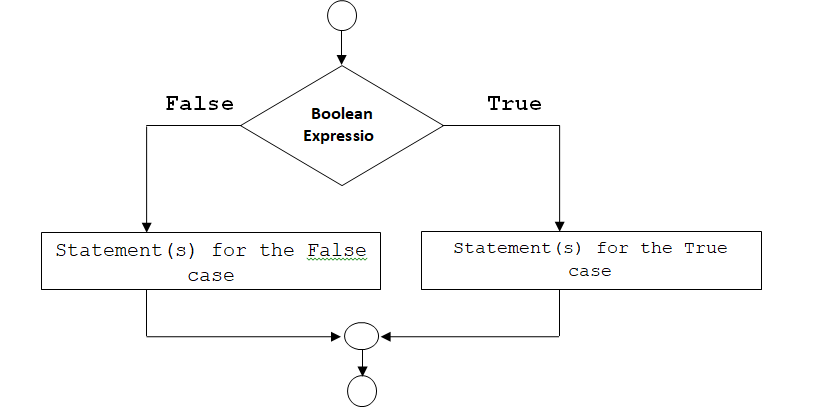 False
True
Boolean
Expressio
Statement(s) for the False
case
Statement(s) for the True
case